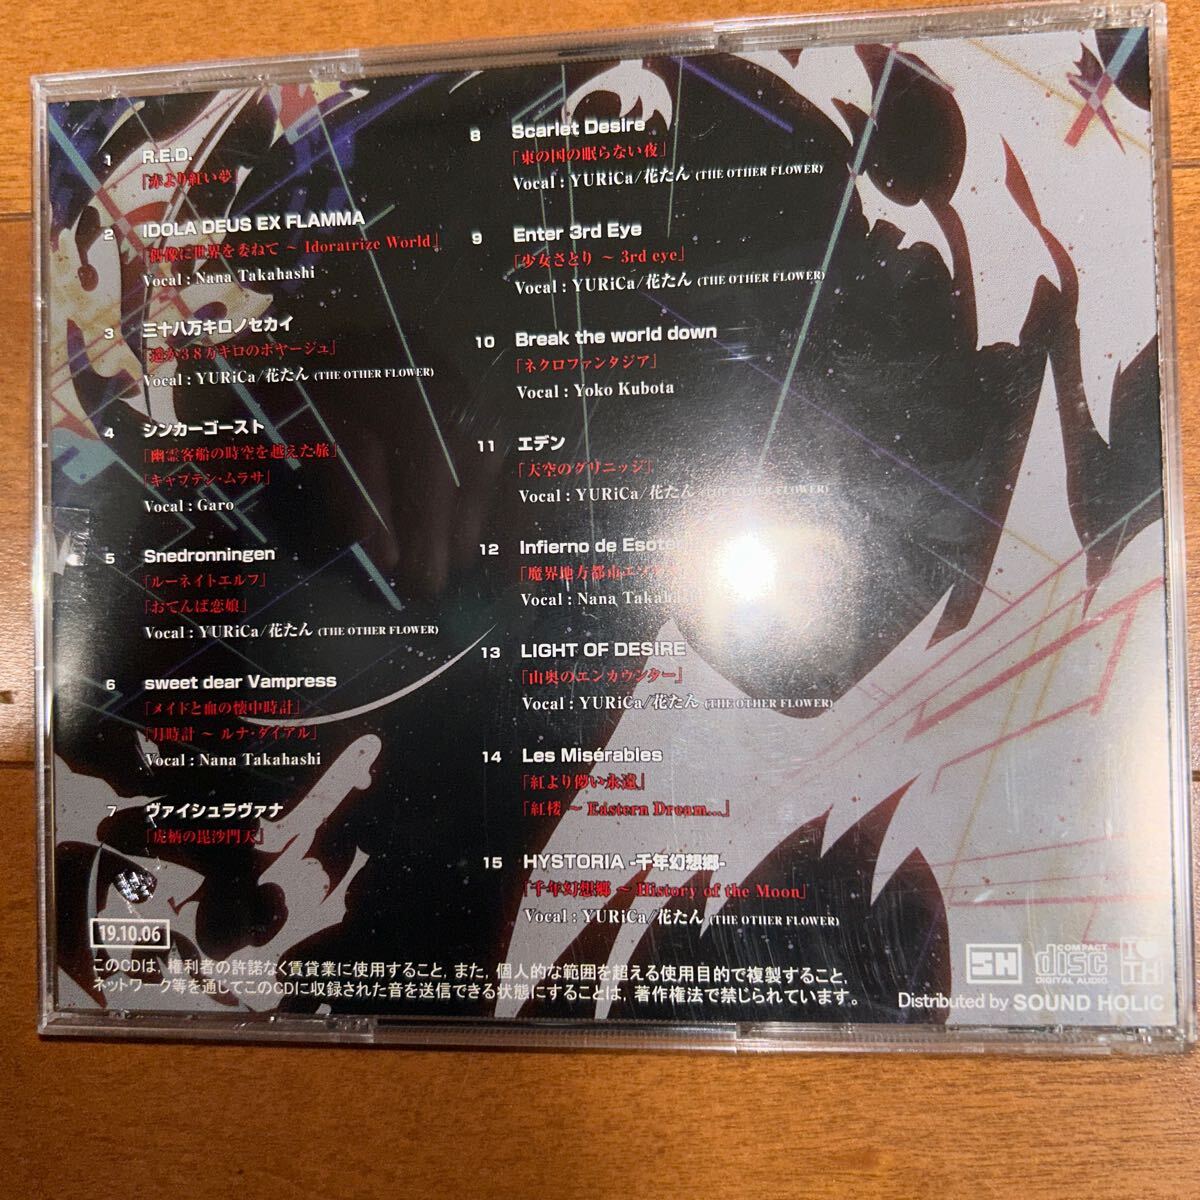 1 R.E.D.
「赤より紅い夢」
2 IDOLA DEUS EX FLAMMA
「偶像に世界を委ねて ~ Idoratrize World」
Vocal : Nana Takahashi
3 三十八万キロノセカイ
「遥か38万キロのボヤージュ」
Vocal : YURiCa/花たん (THE OTHER FLOWER)
4 シンカーゴースト
「幽霊客船の時空を越えた旅」
「キャプテン・ムラサ」
Vocal : Garo
5 Snedronningen
「ルーネイトエルフ」
「おてんば恋娘」
Vocal : YURiCa/花たん (THE OTHER FLOWER)
6 sweet dear Vampress
「メイドと血の懐中時計」
「月時計 ~ ルナ・ダイアル」
Vocal : Nana Takahashi
7 ヴァイシュラヴァナ
「虎柄の毘沙門天」
8 Scarlet Desire
「東の国の眠らない夜」
Vocal : YURiCa/花たん (THE OTHER FLOWER)
9 Enter 3rd Eye
「少女さとり ~ 3rd eye」
Vocal : YURiCa/花たん (THE OTHER FLOWER)
10 Break the world down
「ネクロファンタジア」
Vocal : Yoko Kubota
11 エデン
「天空のグリニッジ」
Vocal : YURiCa/花たん (THE OTHER FLOWER)
12 Infierno de
「魔界地方都市
Vocal : Nana Takahashi
13 LIGHT OF DESIRE
「山奥のエンカウンター」
Vocal : YURiCa/花たん (THE OTHER FLOWER)
14 Les Misérables
「紅より儚い永遠」
「紅楼 ~ Eastern Dream...」
15 HYSTORIA -千年幻想郷-
「千年幻想郷 ~ History of the Moon」
Vocal : YURiCa/花たん (THE OTHER FLOWER)
19.10.06
このCDは，権利者の許諾なく賃貸業に使用すること，また，個人的な範囲を超える使用目的で複製すること，
ネットワーク等を通じてこのCDに収録された音を送信できる状態にすることは，著作権法で禁じられています。
SH
COMPACT
disc
DIGITAL AUDIO
I
TH
Distributed by SOUND HOLIC